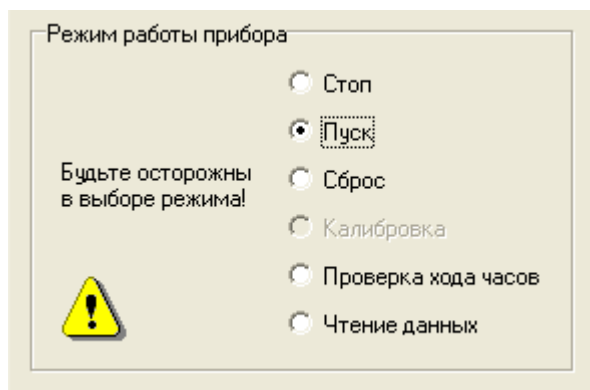 Режим работы прибора
Стоп
Пуск
Будьте осторожны
в выборе режима!
Сброс
Калибровка
Проверка хода часов
Чтение данных